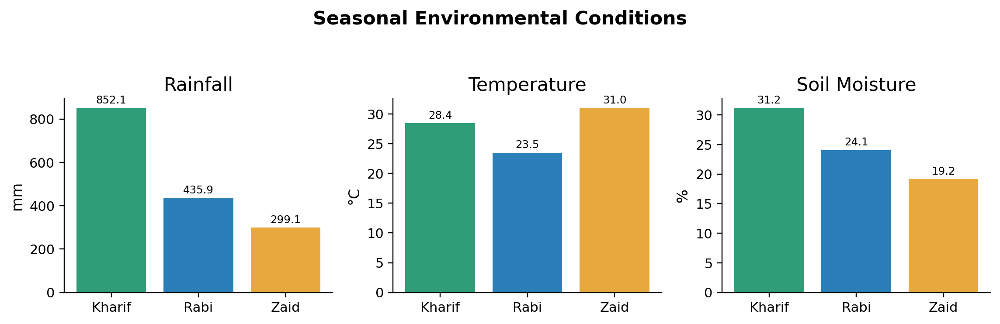 Seasonal Environmental Conditions
Rainfall
mm
800
600
400
200
0
852.1
435.9
299.1
Kharif
Rabi
Zaid
Temperature
°C
30
25
20
15
10
5
0
28.4
23.5
31.0
Kharif
Rabi
Zaid
Soil Moisture
%
30
25
20
15
10
5
0
31.2
24.1
19.2
Kharif
Rabi
Zaid